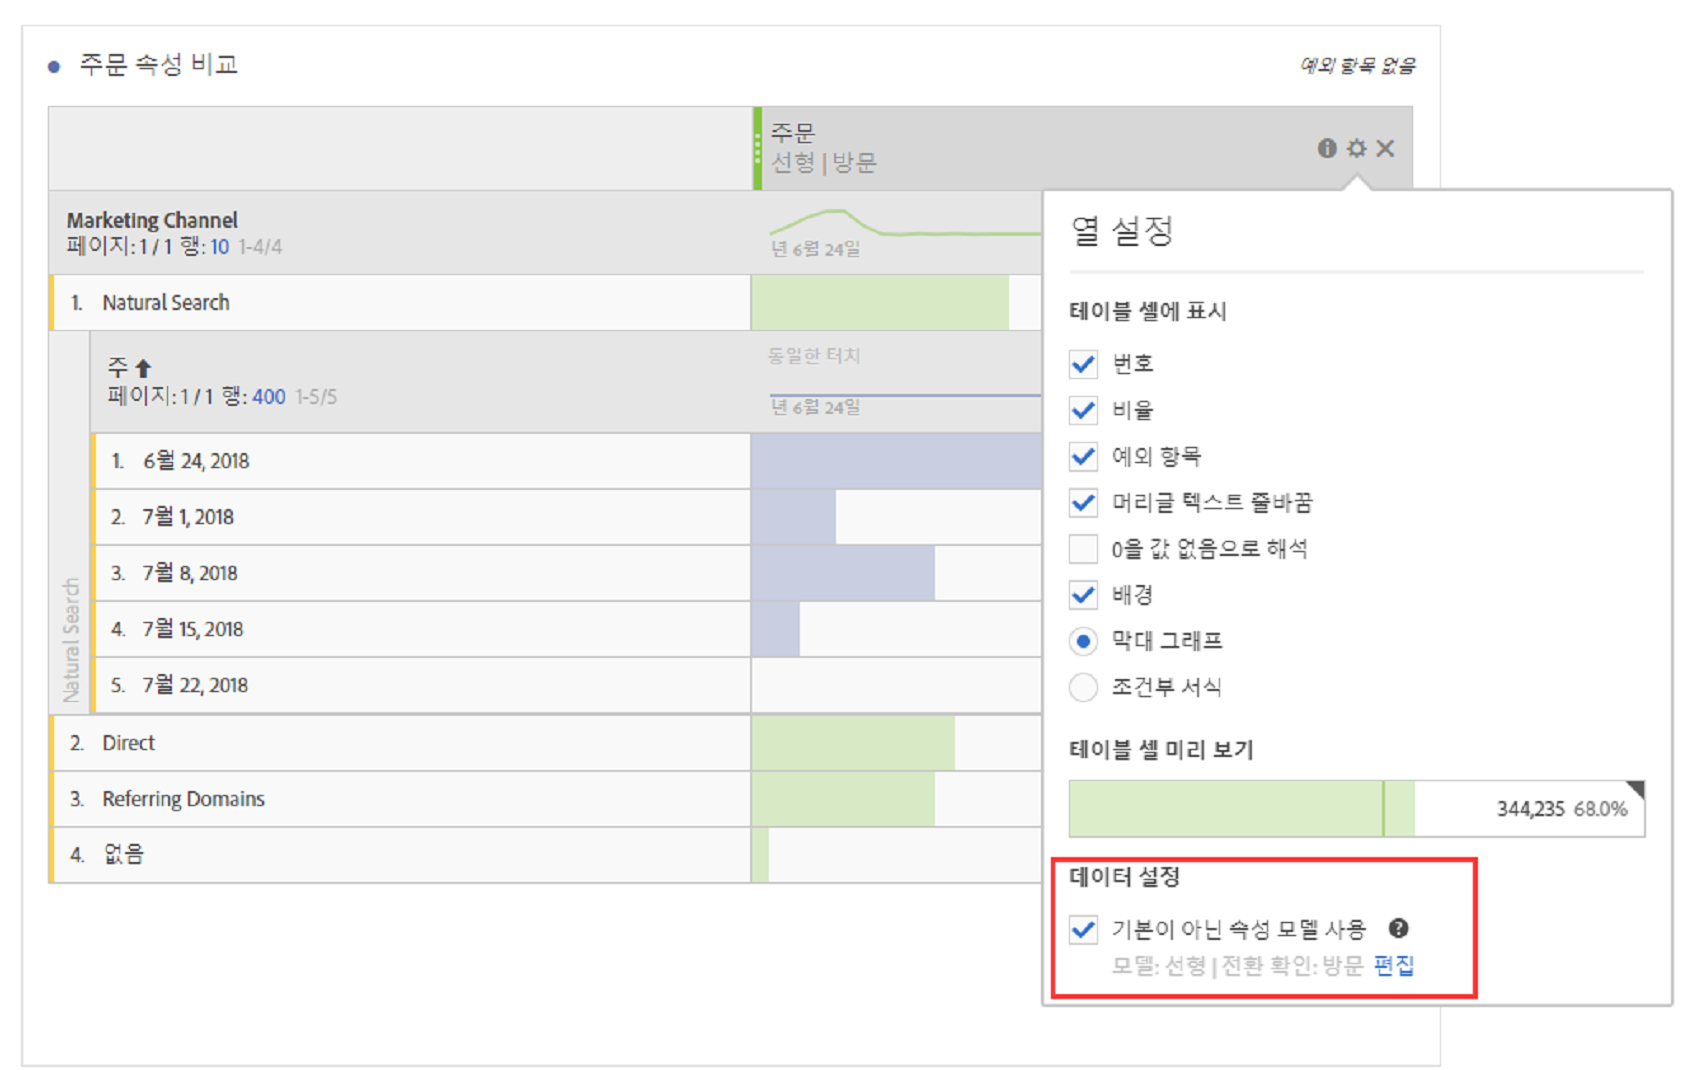 주문 속성 비교
예외 항목 없음
주문
선형 | 방문
Marketing Channel
페이지: 1 / 1 행: 10 1-4/4
년 6월 24일
1. Natural Search
주
페이지: 1 / 1 행: 400 1-5/5
동일한 터치
년 6월 24일
Natural Search
1. 6월 24, 2018
2. 7월 1, 2018
3. 7월 8, 2018
4. 7월 15, 2018
5. 7월 22, 2018
2. Direct
3. Referring Domains
4. 없음
열 설정
테이블 셀에 표시
번호
비율
예외 항목
머리글 텍스트 줄바꿈
0을 값 없음으로 해석
배경
막대 그래프
조건부 서식
테이블 셀 미리 보기
344,235 68.0%
데이터 설정
기본이 아닌 속성 모델 사용
모델: 선형 | 전환 확인: 방문 편집